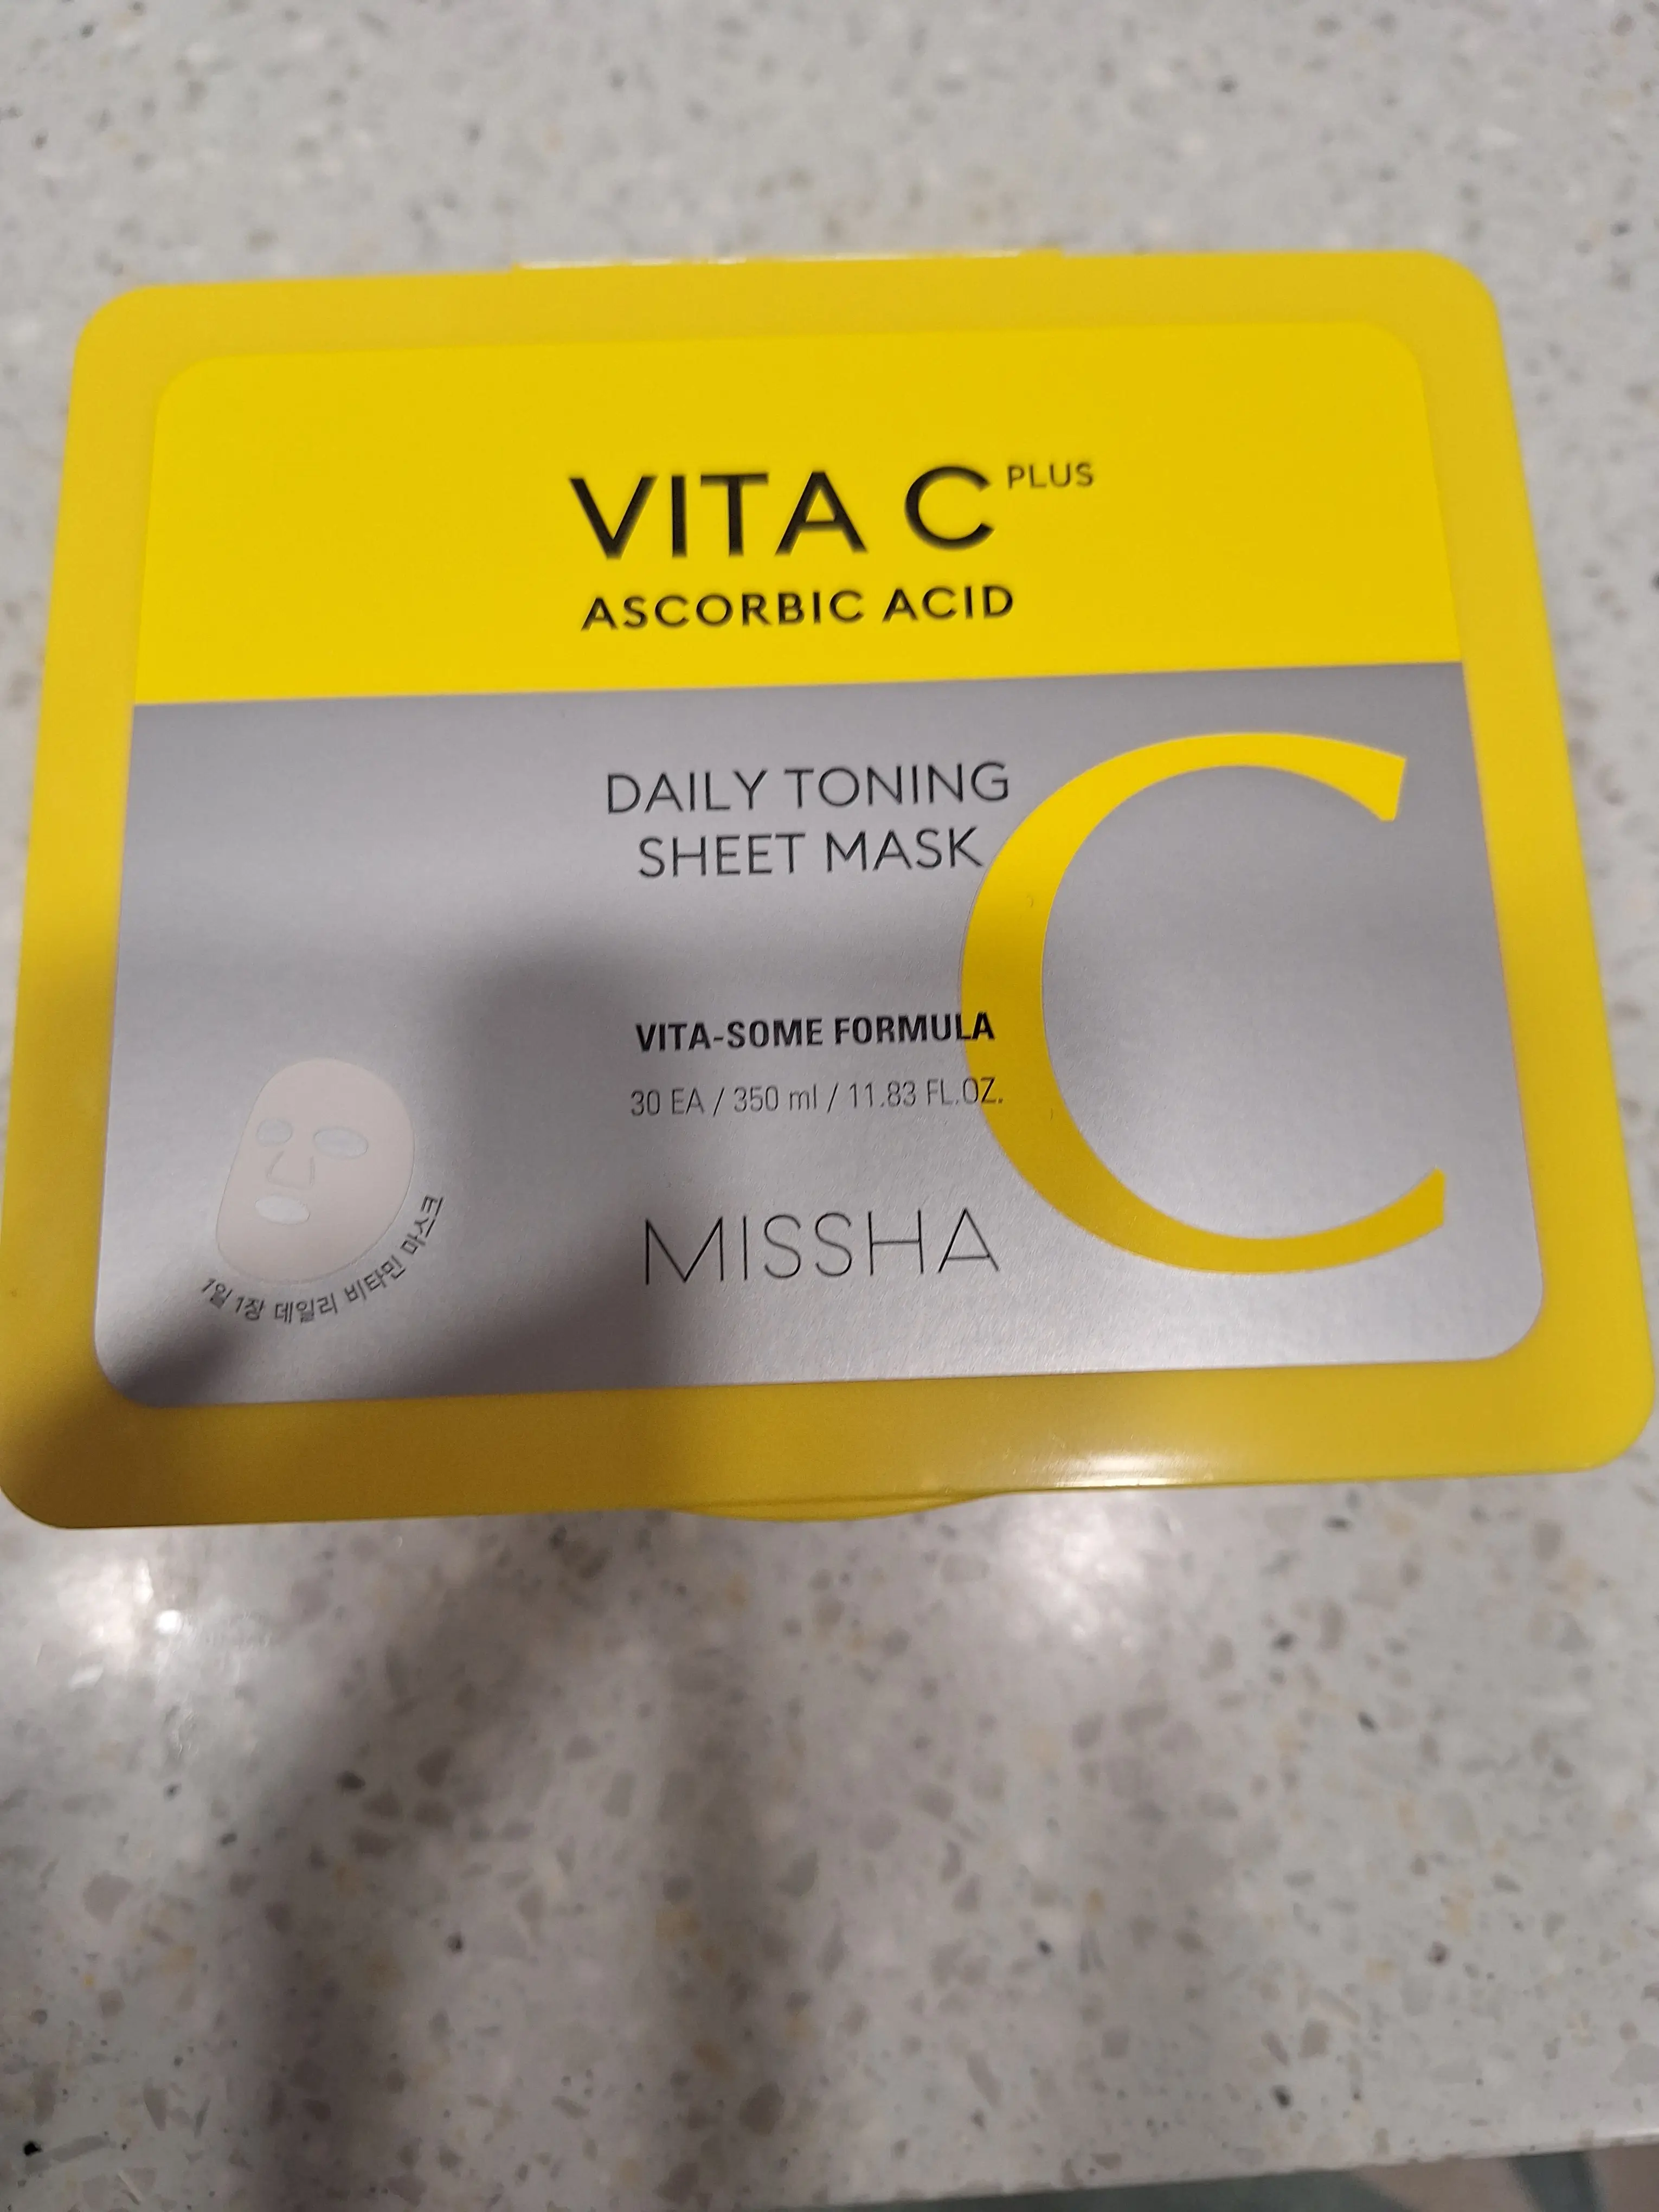 VITA C PLUS
ASCORBIC ACID
DAILY TONING
SHEET MASK
C
VITA-SOME FORMULA
30 EA / 350 ml / 11.83 FL.OZ.
MISSHA
1일 1장 데일리 비타민 마스크